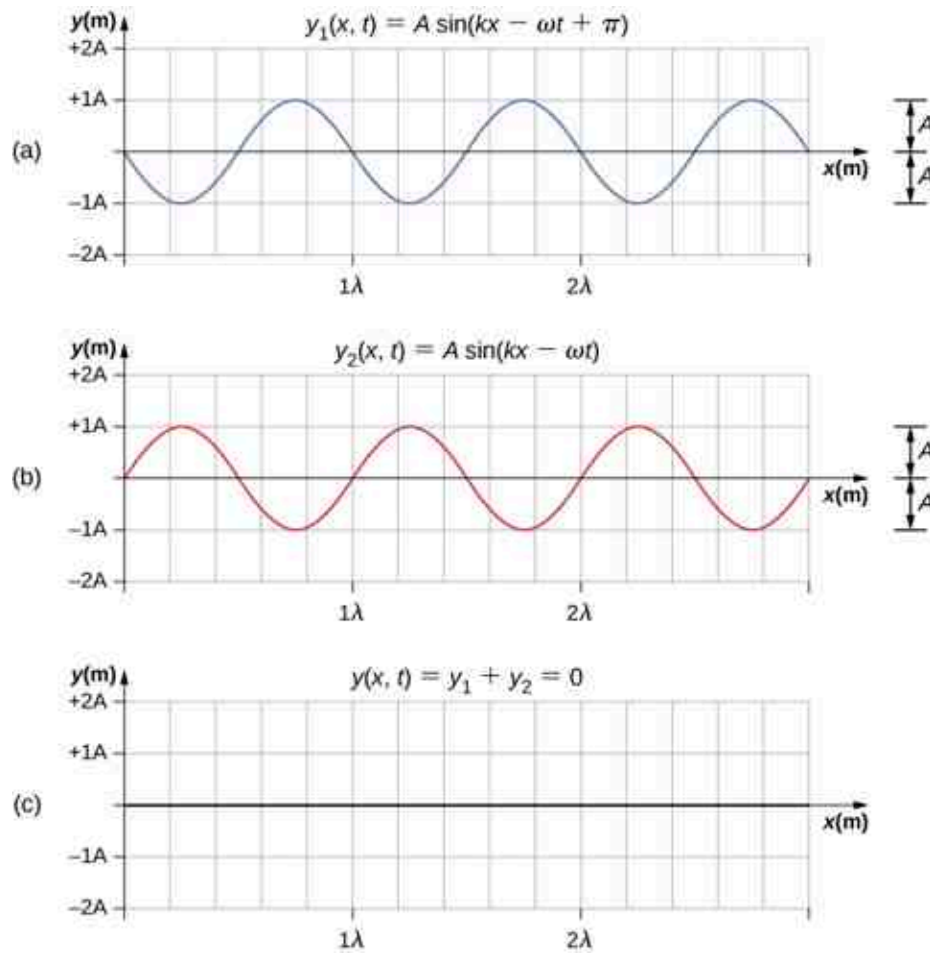 y(m)
y₁(x, t) = A sin(kx − ωt + π)
+2A
+1A
A
(a)
x(m)
A
–1A
–2A
1λ 2λ
y(m)
y₂(x, t) = A sin(kx − ωt)
+2A
+1A
A
(b)
x(m)
A
–1A
–2A
1λ 2λ
y(m)
y(x, t) = y₁ + y₂ = 0
+2A
+1A
(c)
x(m)
–1A
–2A
1λ 2λ